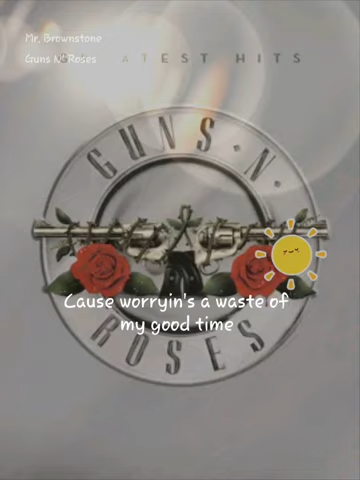 Mr. Brownstone
Guns N' Roses
ATEST HITS
GUNS • N •
Cause worryin's a waste of
my good time
ROSES